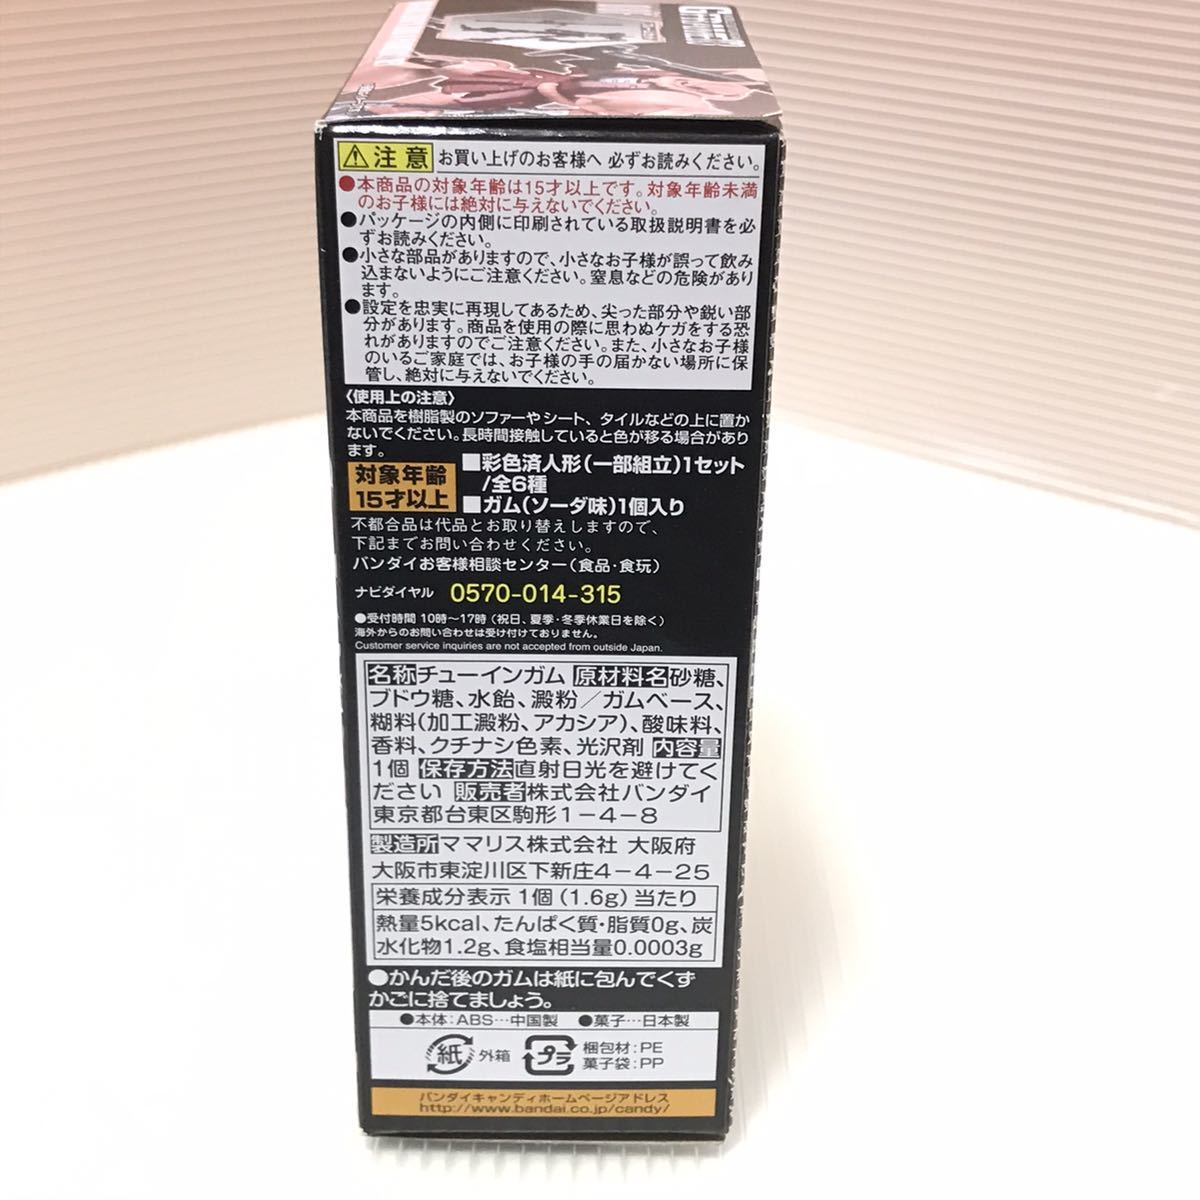 注意 お買い上げのお客様へ 必ずお読みください。
●本商品の対象年齢は15才以上です。対象年齢未満
のお子様には絶対に与えないでください。
●パッケージの内側に印刷されている取扱説明書を必
ずお読みください。
●小さな部品がありますので、小さなお子様が誤って飲み
込まないようにご注意ください。窒息などの危険があり
ます。
●設定を忠実に再現してあるため、尖った部分や鋭い部
分があります。商品を使用の際に思わぬケガをする恐
れがありますのでご注意ください。また、小さなお子様
のいるご家庭では、お子様の手の届かない場所に保
管し、絶対に与えないでください。
〈使用上の注意〉
本商品を樹脂製のソファーやシート、タイルなどの上に置か
ないでください。長時間接触していると色が移る場合があり
ます。
対象年齢
15才以上
■彩色済人形(一部組立)1セット
/全6種
■ガム(ソーダ味)1個入り
不都合品は代品とお取り替えしますので、
下記までお問い合わせください。
バンダイお客様相談センター(食品・食玩)
ナビダイヤル 0570-014-315
●受付時間 10時〜17時 (祝日、夏季・冬季休業日を除く)
海外からのお問い合わせは受け付けておりません。
Customer service inquiries are not accepted from outside Japan.
名称チューインガム 原材料名砂糖、
ブドウ糖、水飴、澱粉／ガムベース、
糊料(加工澱粉、アカシア)、酸味料、
香料、クチナシ色素、光沢剤 内容量
1個 保存方法直射日光を避けてく
ださい 販売者株式会社バンダイ
東京都台東区駒形1-4-8
製造所ママリス株式会社 大阪府
大阪市東淀川区下新庄4-4-25
栄養成分表示 1個 (1.6g) 当たり
熱量5kcal、たんぱく質・脂質0g、炭
水化物1.2g、食塩相当量0.0003g
●かんだ後のガムは紙に包んでくず
かごに捨てましょう。
●本体:ABS…中国製 ●菓子…日本製
紙 外箱 プラ 梱包材:PE
菓子袋:PP
バンダイキャンディホームページアドレス
http://www.bandai.co.jp/candy/